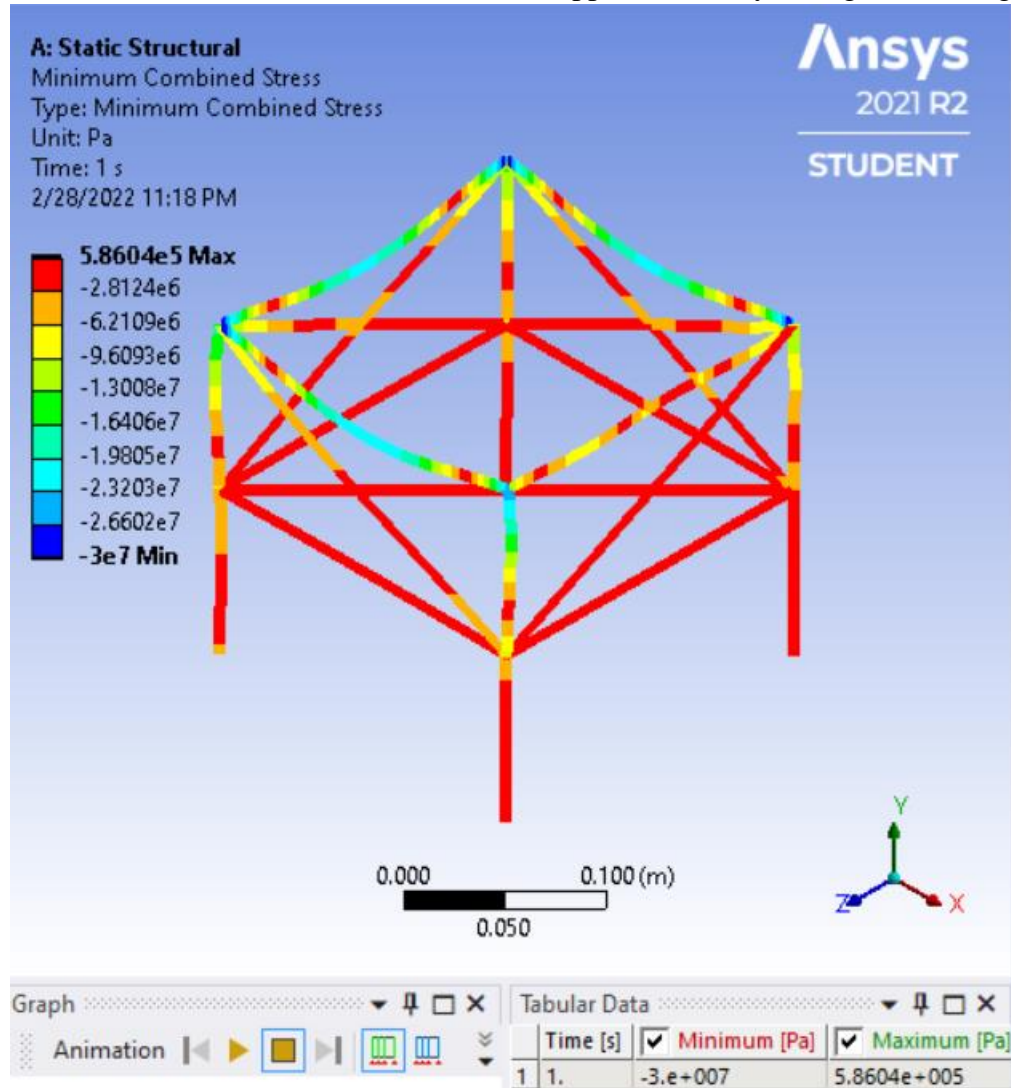 A: Static Structural
Minimum Combined Stress
Type: Minimum Combined Stress
Unit: Pa
Time: 1 s
2/28/2022 11:18 PM
Ansys
2021 R2
STUDENT
5.8604e5 Max
-2.8124e6
-6.2109e6
-9.6093e6
-1.3008e7
-1.6406e7
-1.9805e7
-2.3203e7
-2.6602e7
-3e7 Min
0.000 0.100 (m)
0.050
Y
Z X
Graph
Animation
Tabular Data
Time [s] Minimum [Pa] Maximum [Pa]
1 1. -3.e+007 5.8604e+005